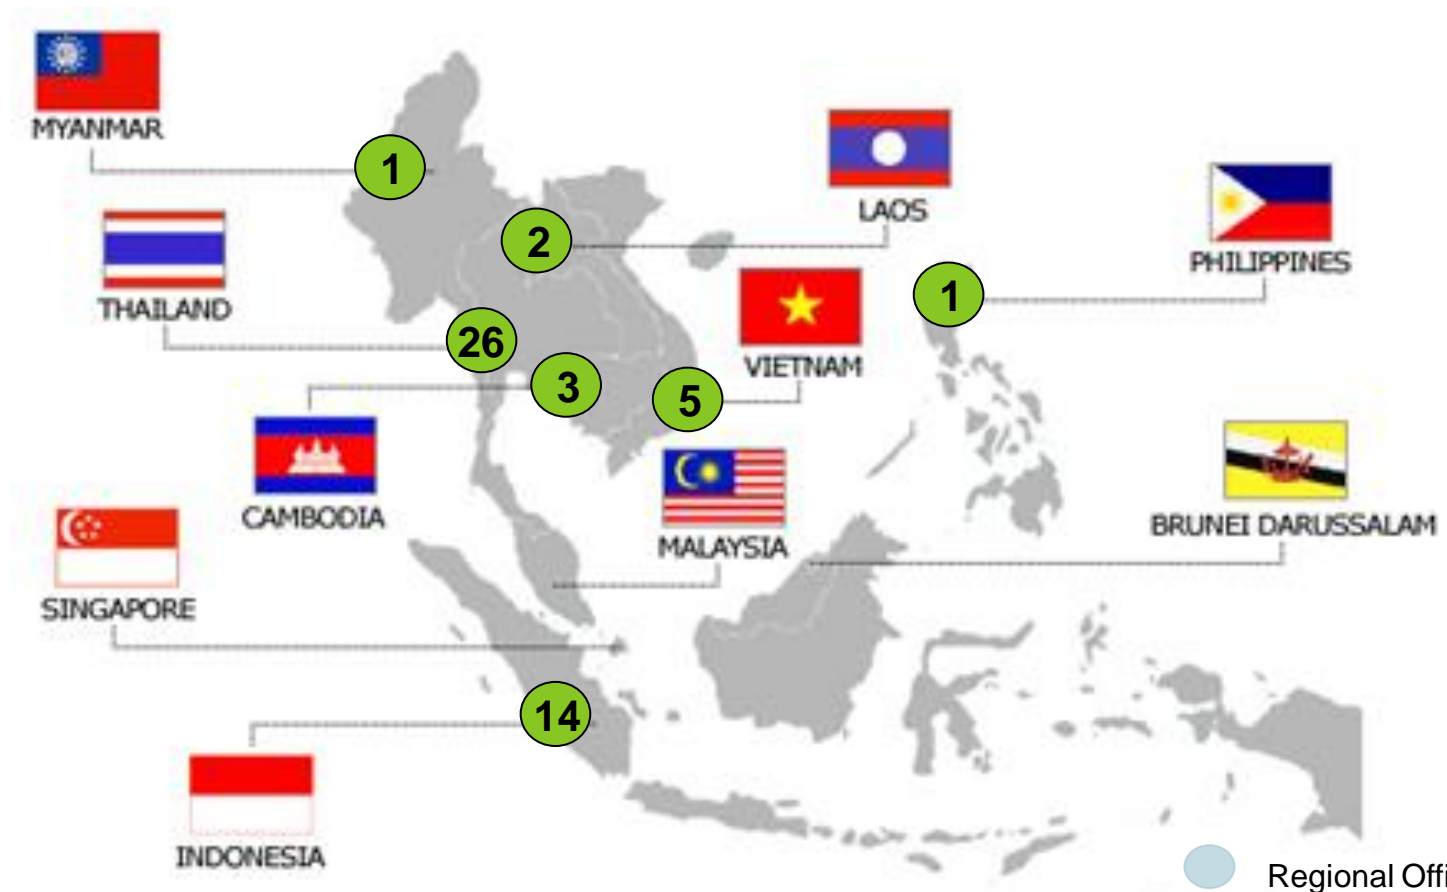 MYANMAR
1
LAOS
2
PHILIPPINES
1
THAILAND
26
VIETNAM
5
3
CAMBODIA
MALAYSIA
BRUNEI DARUSSALAM
SINGAPORE
14
INDONESIA
Regional Offi